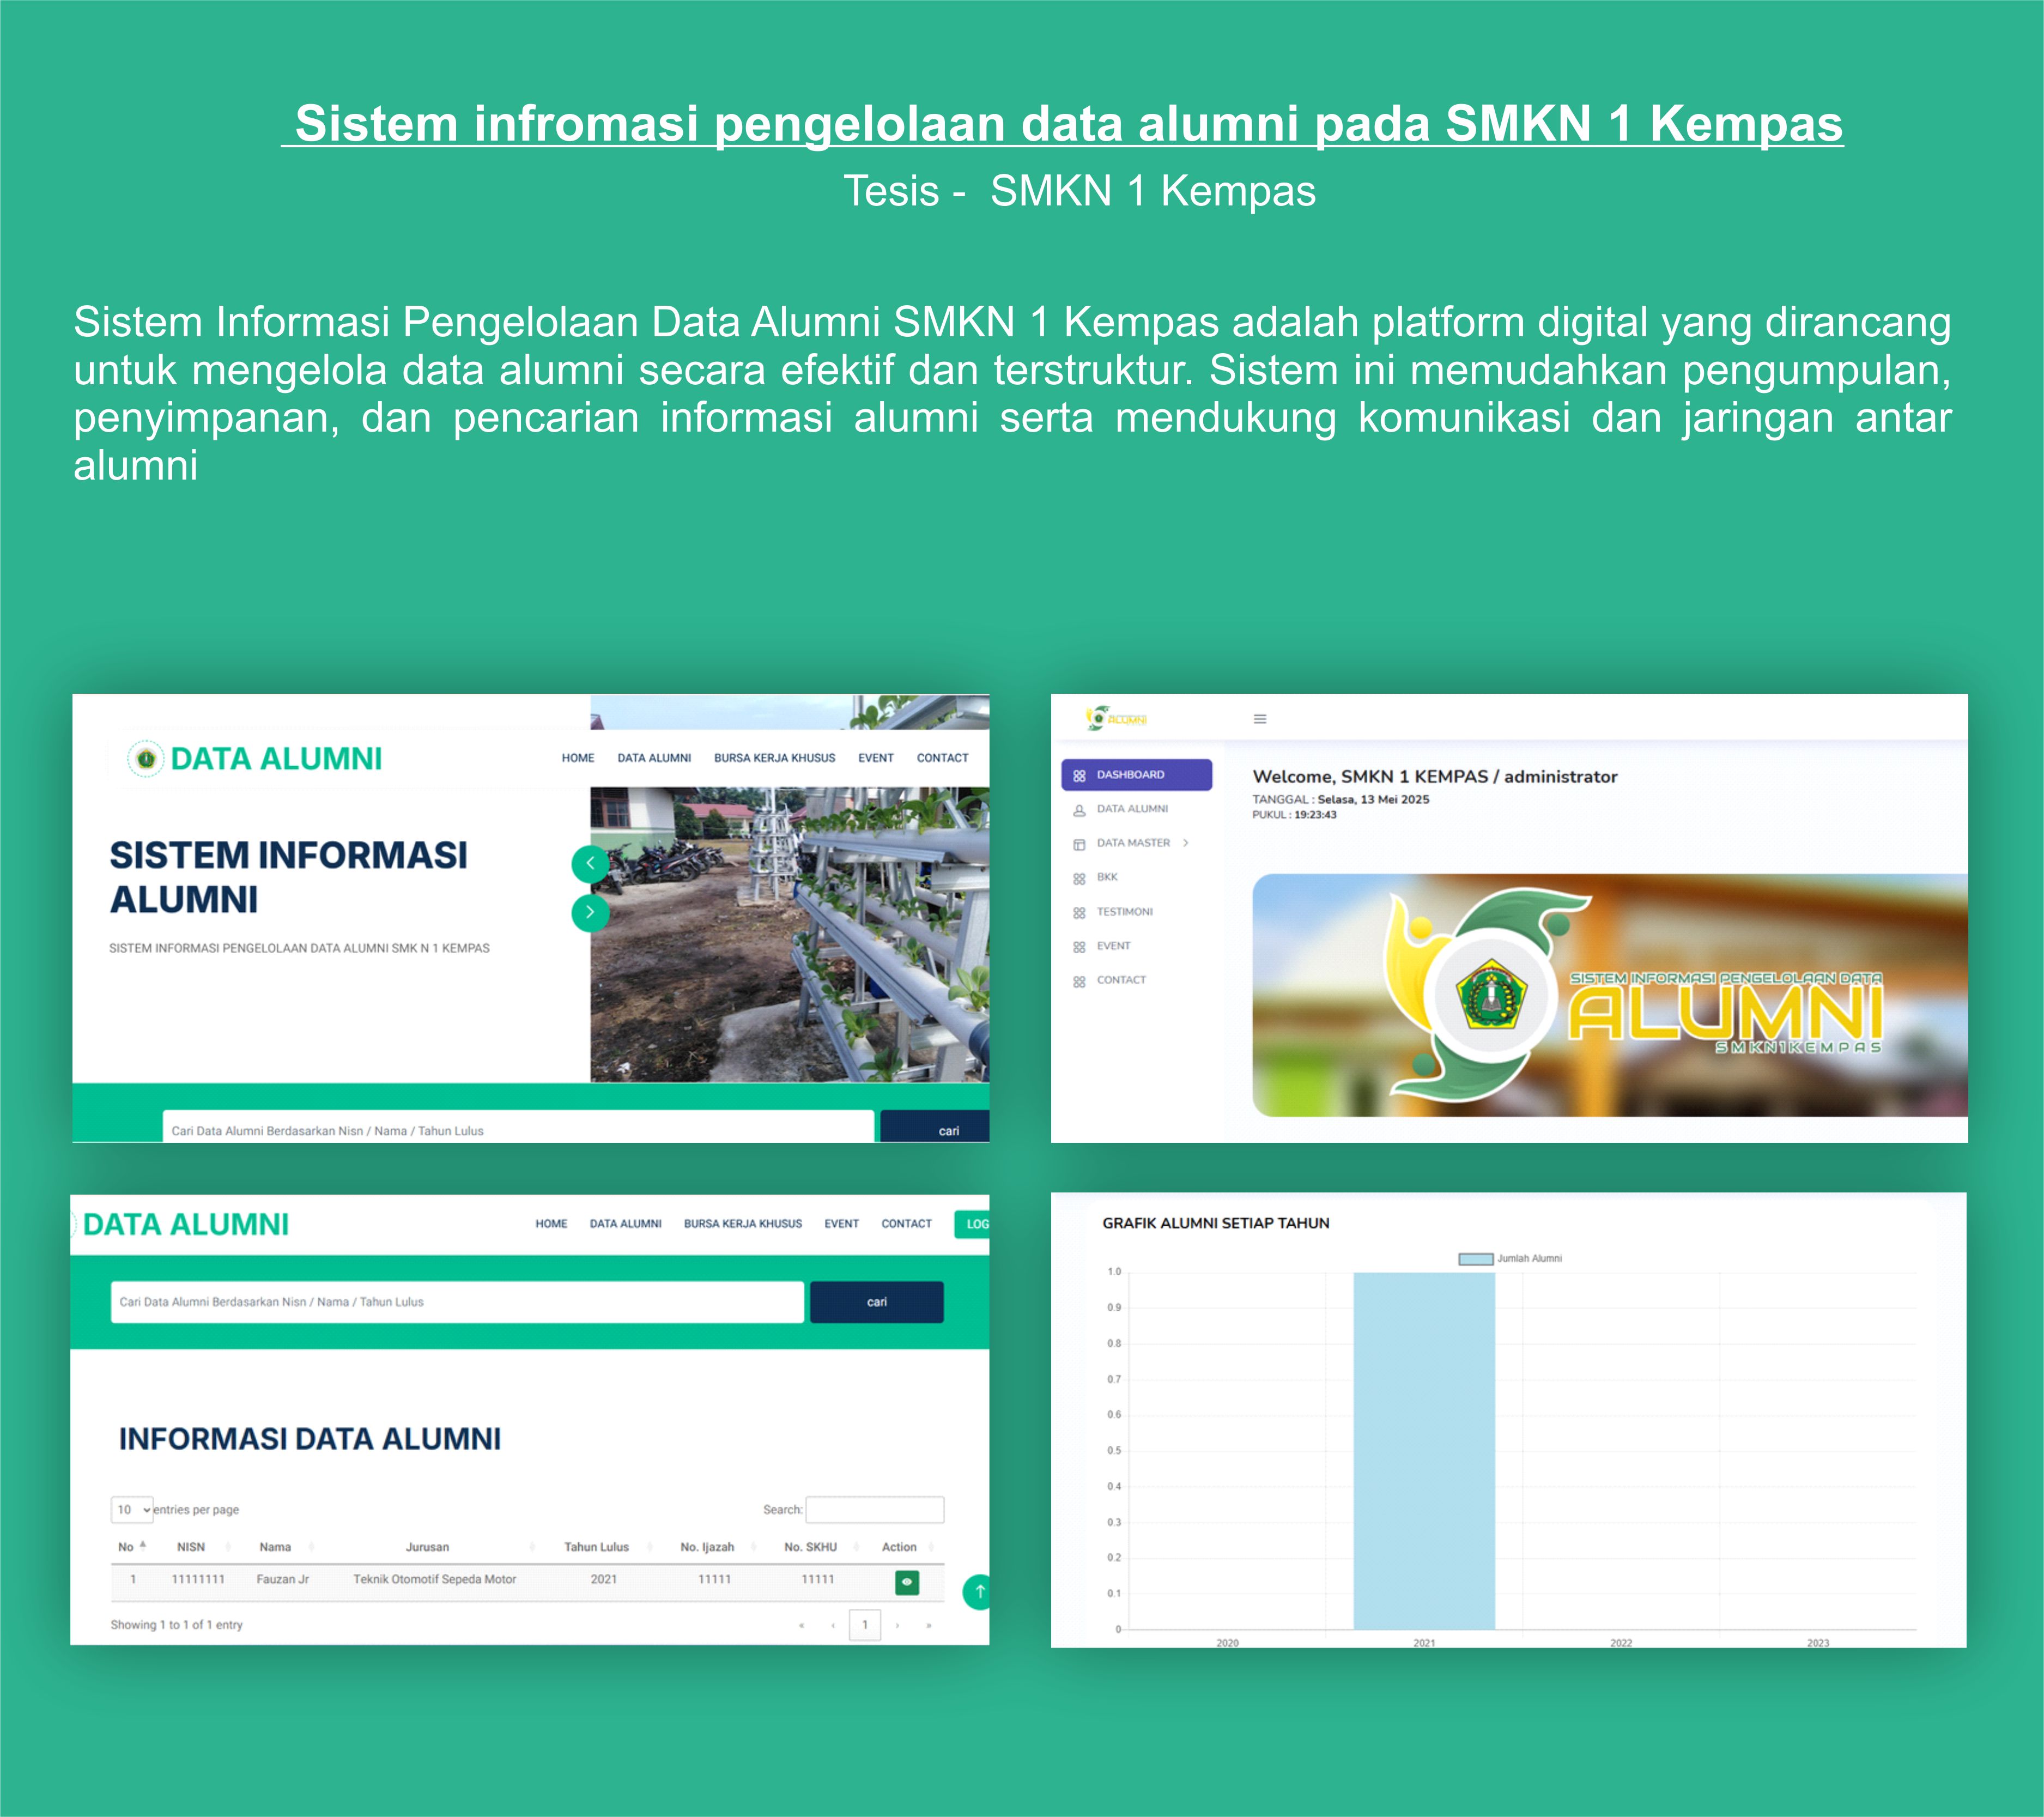 Sistem infromasi pengelolaan data alumni pada SMKN 1 Kempas
Tesis - SMKN 1 Kempas
Sistem Informasi Pengelolaan Data Alumni SMKN 1 Kempas adalah platform digital yang dirancang
untuk mengelola data alumni secara efektif dan terstruktur. Sistem ini memudahkan pengumpulan,
penyimpanan, dan pencarian informasi alumni serta mendukung komunikasi dan jaringan antar
alumni
DATA ALUMNI
HOME DATA ALUMNI BURSA KERJA KHUSUS EVENT CONTACT
SISTEM INFORMASI
ALUMNI
SISTEM INFORMASI PENGELOLAAN DATA ALUMNI SMK N 1 KEMPAS
Cari Data Alumni Berdasarkan Nisn / Nama / Tahun Lulus cari
ALUMNI
DASHBOARD
DATA ALUMNI
DATA MASTER
BKK
TESTIMONI
EVENT
CONTACT
Welcome, SMKN 1 KEMPAS / administrator
TANGGAL : Selasa, 13 Mei 2025
PUKUL : 19:23:43
SISTEM INFORMASI PENGELOLAAN DATA
ALUMNI
SMKN1KEMPAS
DATA ALUMNI
HOME DATA ALUMNI BURSA KERJA KHUSUS EVENT CONTACT LOG
Cari Data Alumni Berdasarkan Nisn / Nama / Tahun Lulus cari
INFORMASI DATA ALUMNI
10 entries per page Search:
No NISN Nama Jurusan Tahun Lulus No. Ijazah No. SKHU Action
1 11111111 Fauzan Jr Teknik Otomotif Sepeda Motor 2021 11111 11111
Showing 1 to 1 of 1 entry « ‹ 1 › »
GRAFIK ALUMNI SETIAP TAHUN
Jumlah Alumni
1.0
0.9
0.8
0.7
0.6
0.5
0.4
0.3
0.2
0.1
0
2020 2021 2022 2023